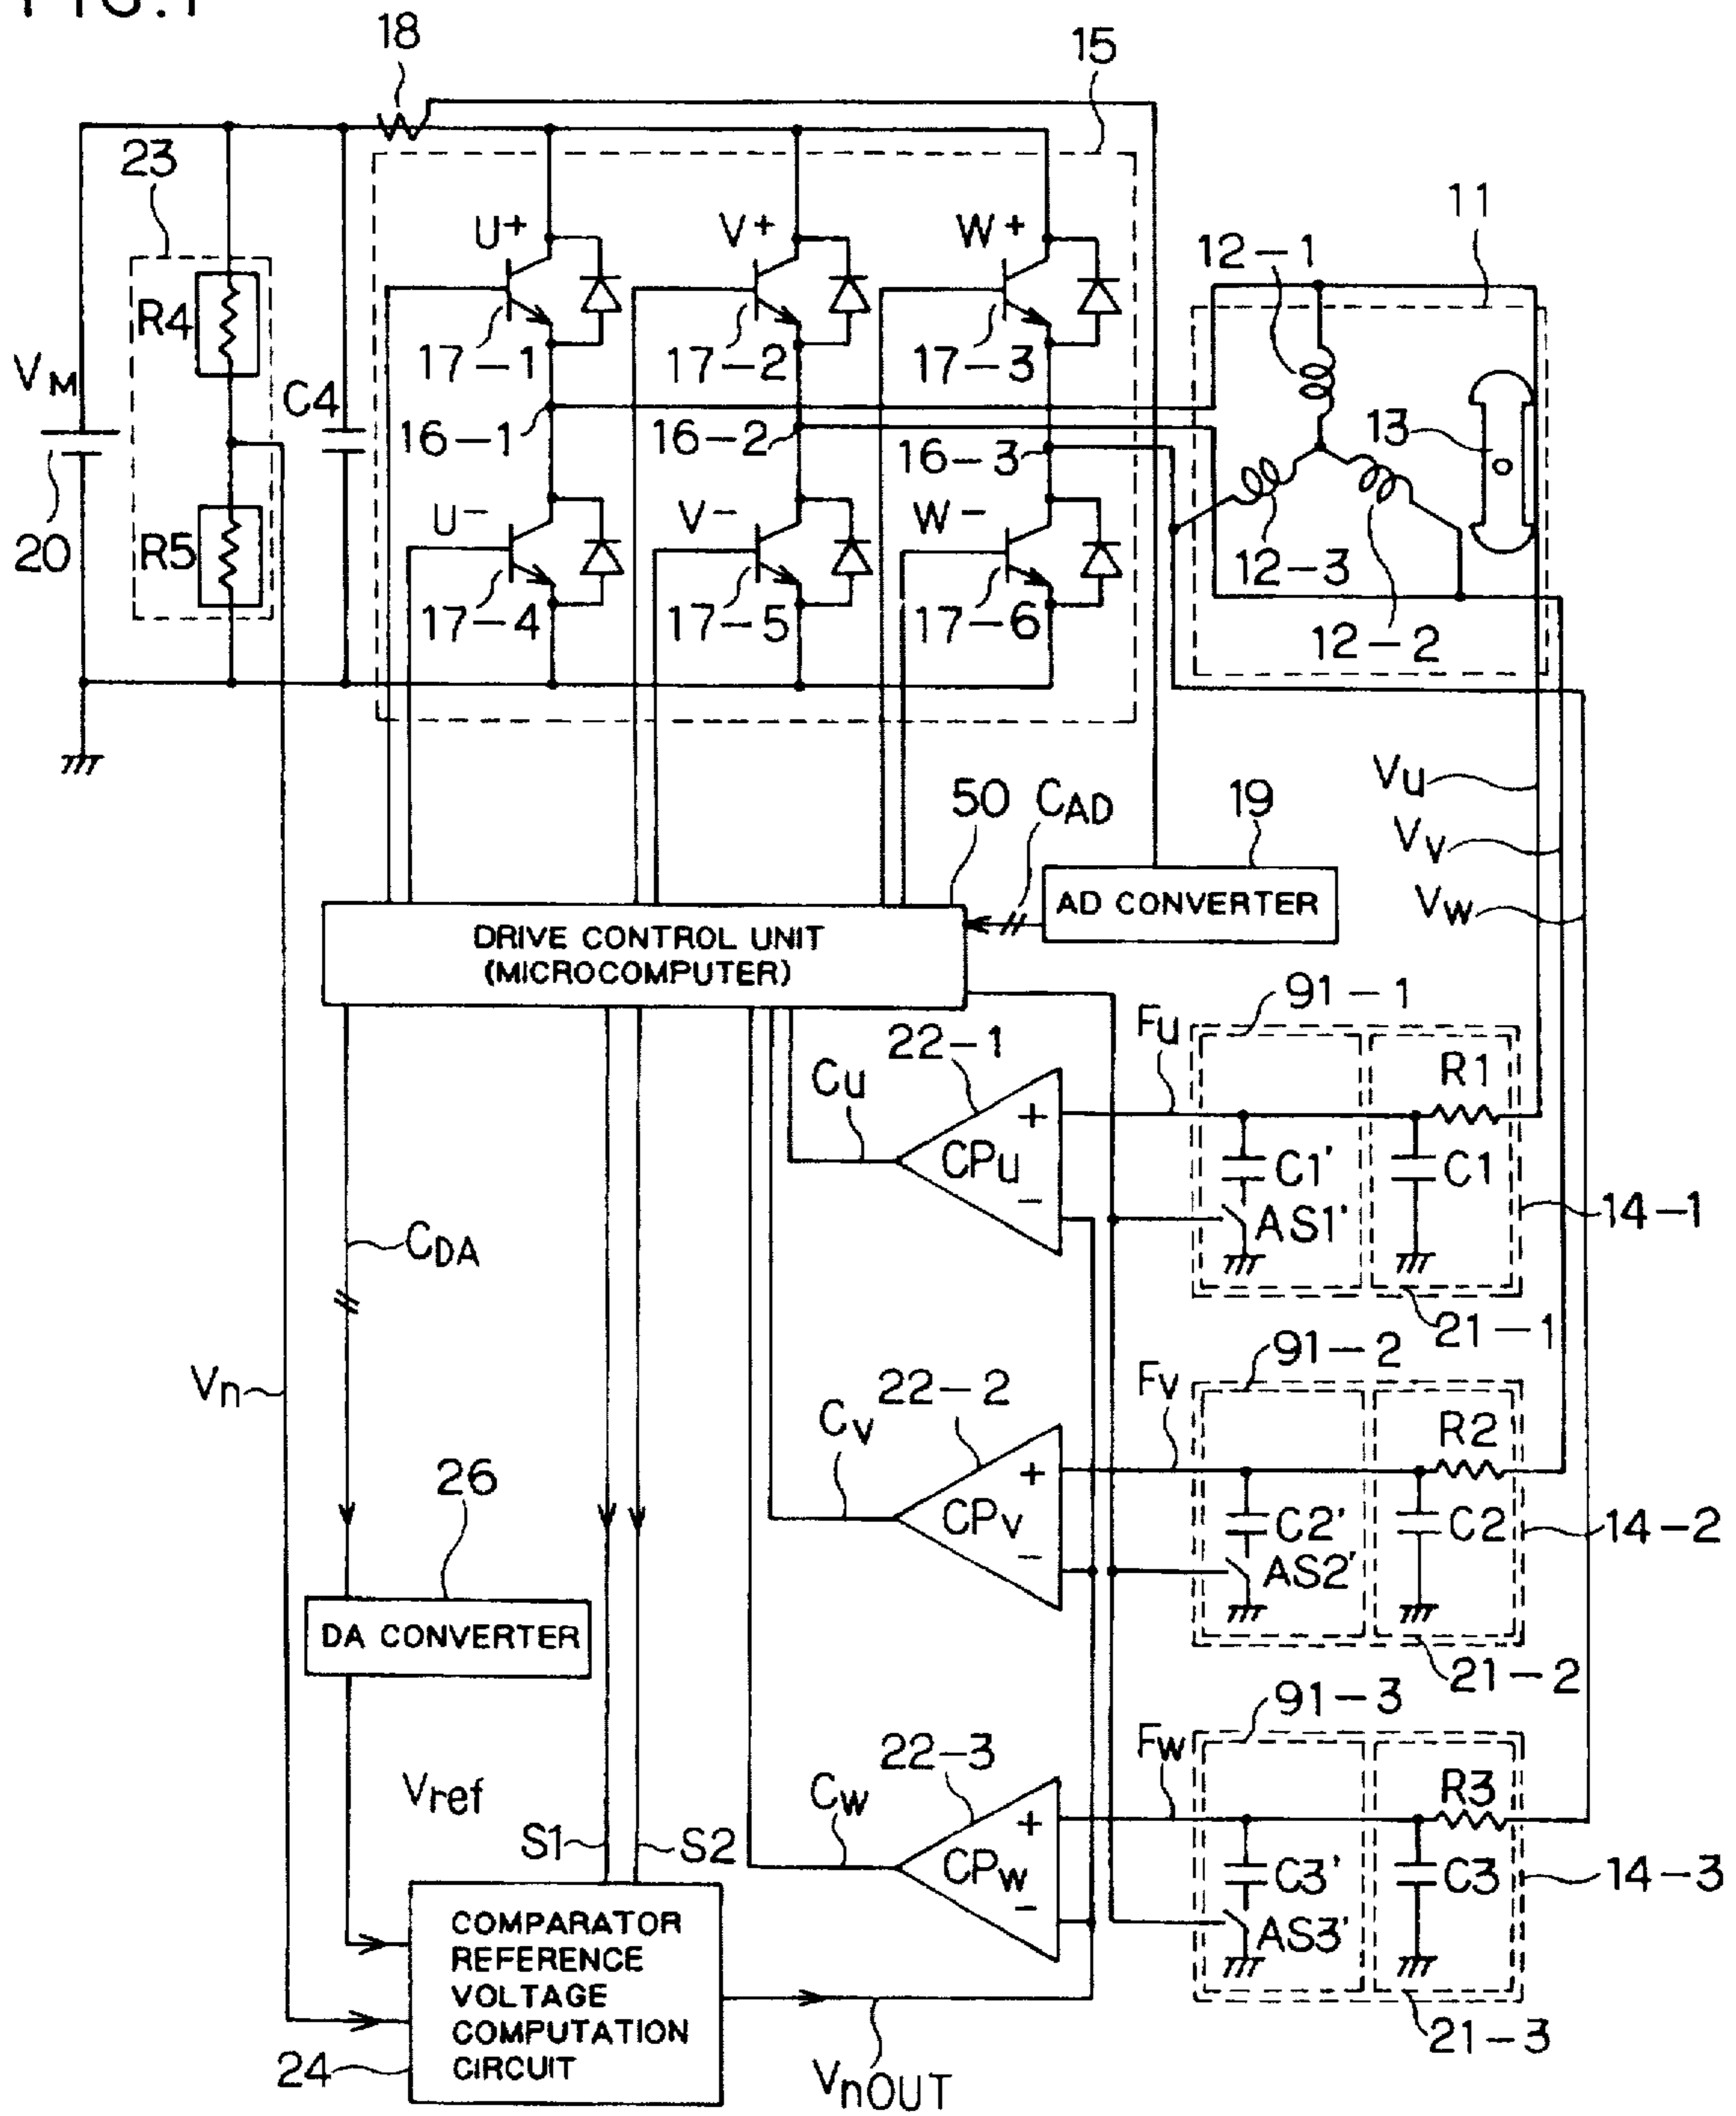 FIG.1
18
15
23
U+
V+
W+
11
12-1
R4
17-1
17-2
17-3
VM
C4
16-1
16-2
16-3
13
U-
V-
W-
20
R5
12-3
17-4
17-5
17-6
12-2
Vu
50
CAD
19
Vv
AD CONVERTER
Vw
DRIVE CONTROL UNIT
(MICROCOMPUTER)
91-1
Fu
22-1
R1
Cu
+
CPu
-
C1'
C1
AS1'
14-1
CDA
21-1
91-2
Vn
22-2
Fv
R2
Cv
+
26
CPv
-
C2'
C2
14-2
AS2'
DA CONVERTER
21-2
91-3
22-3
Fw
R3
Vref
Cw
+
S1
S2
CPw
-
C3'
C3
14-3
AS3'
COMPARATOR
REFERENCE
VOLTAGE
COMPUTATION
CIRCUIT
21-3
24
VnOUT